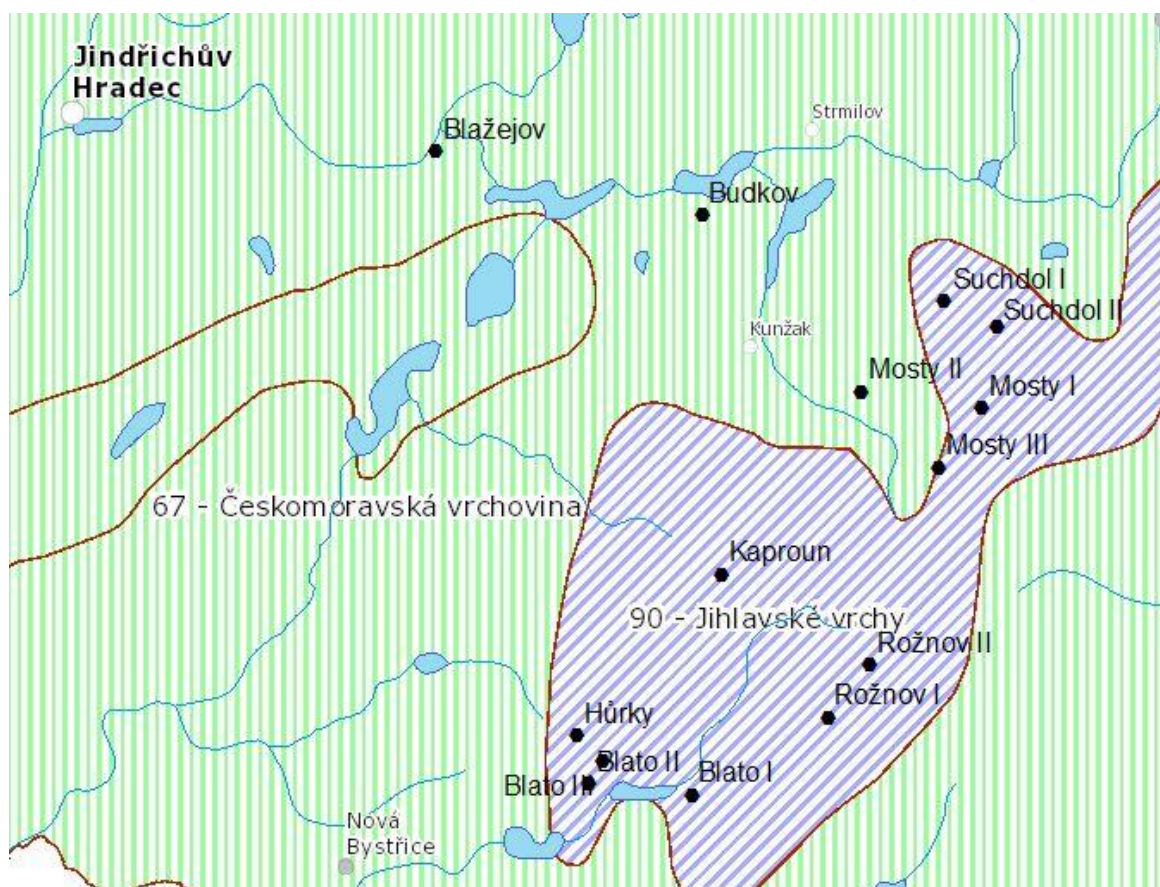 Jindřichův
Hradec
Strmilov
Blažejov
Budkov
Suchdol I
Suchdol II
Kunžak
Mosty II
Mosty I
Mosty III
67 - Českomoravská vrchovina
Kaproun
90 - Jihlavské vrchy
Rožnov II
Rožnov I
Hůrky
Blato II
Blato I
Blato III
Nová
Bystřice